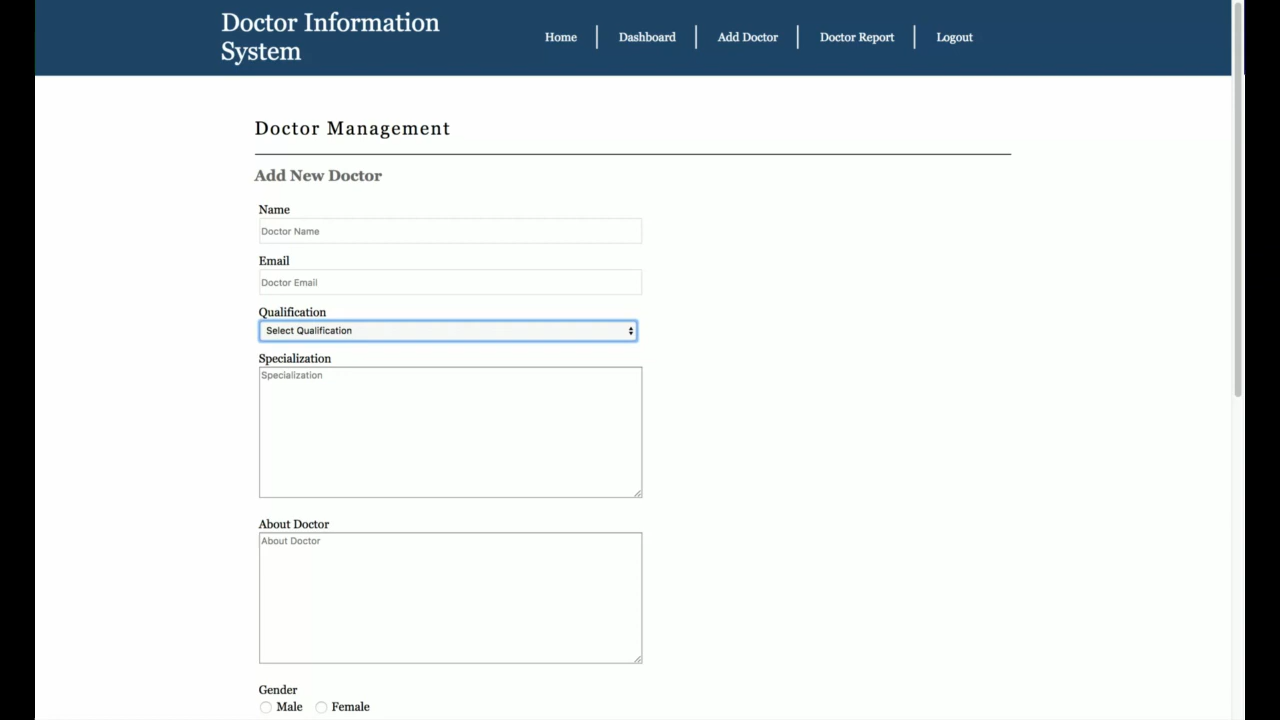 Doctor Information
System
Home
Dashboard
Add Doctor
Doctor Report
Logout
Doctor Management
Add New Doctor
Name
Doctor Name
Email
Doctor Email
Qualification
Select Qualification
Specialization
Specialization
About Doctor
About Doctor
Gender
Male Female